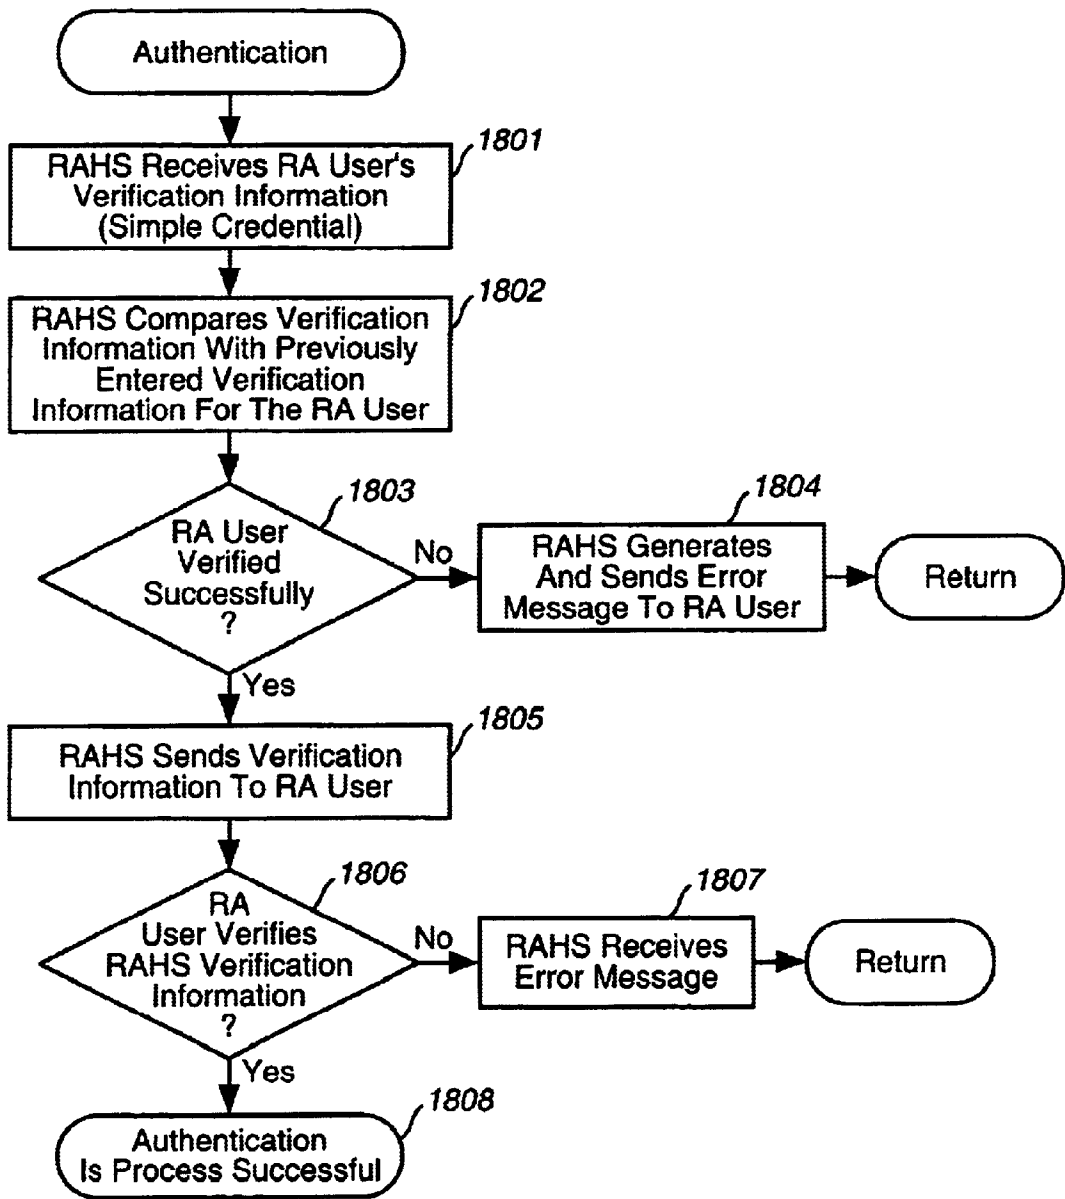 Authentication
1801
RAHS Receives RA User's
Verification Information
(Simple Credential)
1802
RAHS Compares Verification
Information With Previously
Entered Verification
Information For The RA User
1803
RA User
Verified
Successfully
?
No
1804
RAHS Generates
And Sends Error
Message To RA User
Return
Yes
1805
RAHS Sends Verification
Information To RA User
1806
RA
User Verifies
RAHS Verification
Information
?
No
1807
RAHS Receives
Error Message
Return
Yes
1808
Authentication
Is Process Successful